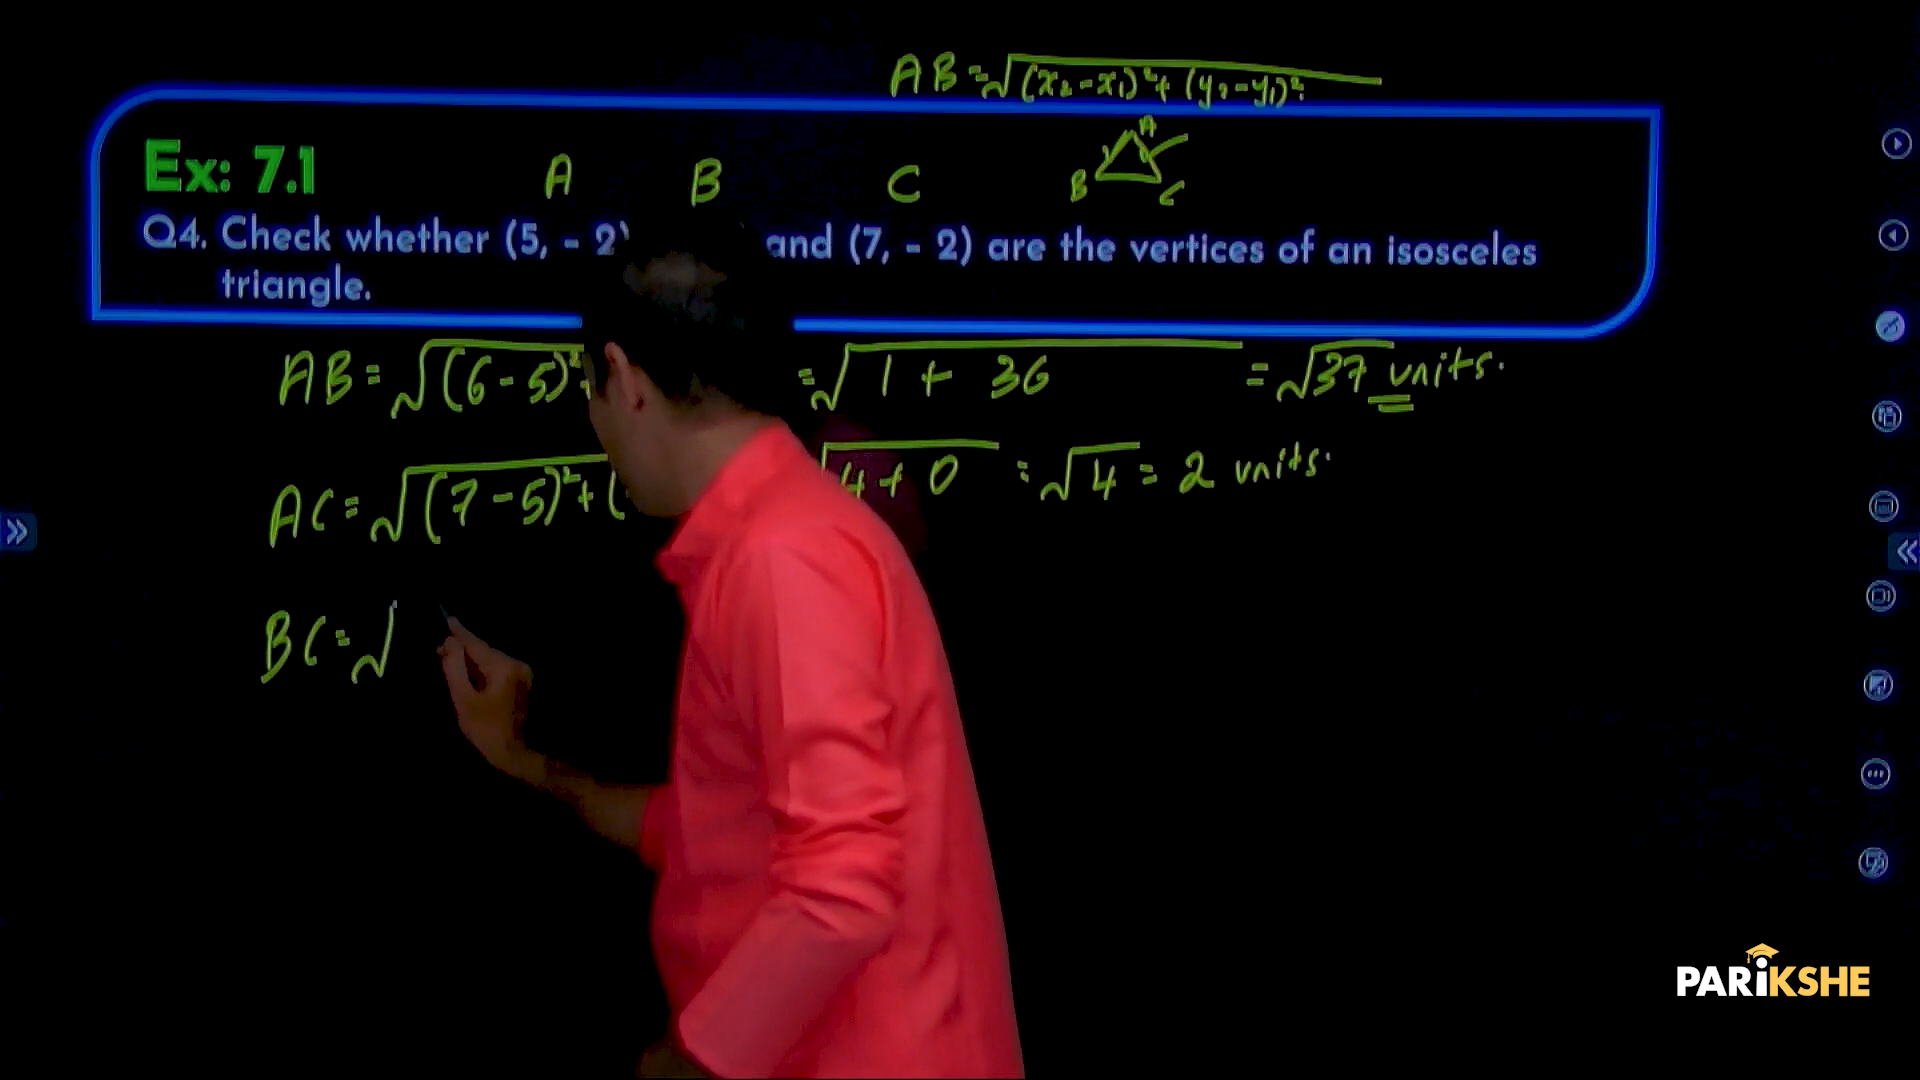 AB = √(x₂-x₁)² + (y₂-y₁)²
Ex: 7.1
A B C
A
B C
Q4. Check whether (5, - 2) and (7, - 2) are the vertices of an isosceles
triangle.
AB = √(6-5)² = √1 + 36 = √37 units.
AC = √(7-5)² + ( 4 + 0 = √4 = 2 units.
BC = √
PARiKSHE